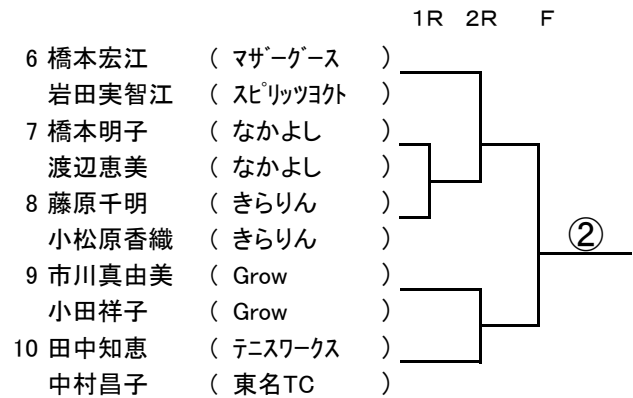 1R 2R F
6 橋本宏江 ( マザーグース )
岩田実智江 ( スピリッツヨクト )
7 橋本明子 ( なかよし )
渡辺恵美 ( なかよし )
8 藤原千明 ( きらりん )
小松原香織 ( きらりん )
②
9 市川真由美 ( Grow )
小田祥子 ( Grow )
10 田中知恵 ( テニスワークス )
中村昌子 ( 東名TC )